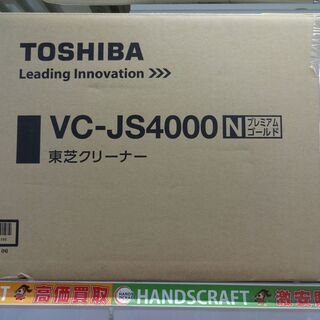 TOSHIBA
Leading Innovation >>>
VC-JS4000 N プレミアムゴールド
東芝クリーナー
高価買取 HANDSCRAFT 激安